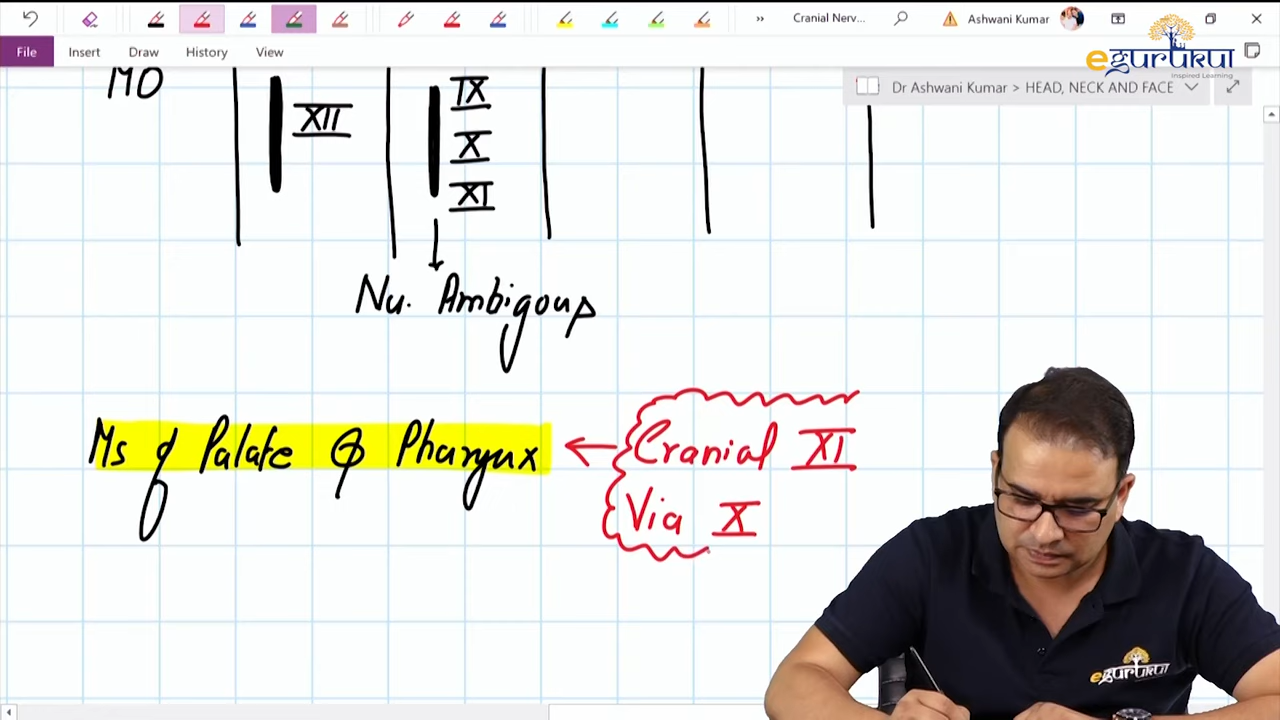 Cranial Nerv...
Ashwani Kumar
File
Insert
Draw
History
View
egurukul
Inspired Learning
Dr Ashwani Kumar > HEAD, NECK AND FACE
MO
XII
IX
X
XI
Nu. Ambigous
Ms of Palate & Pharynx
Cranial XI
Via X
egurukul